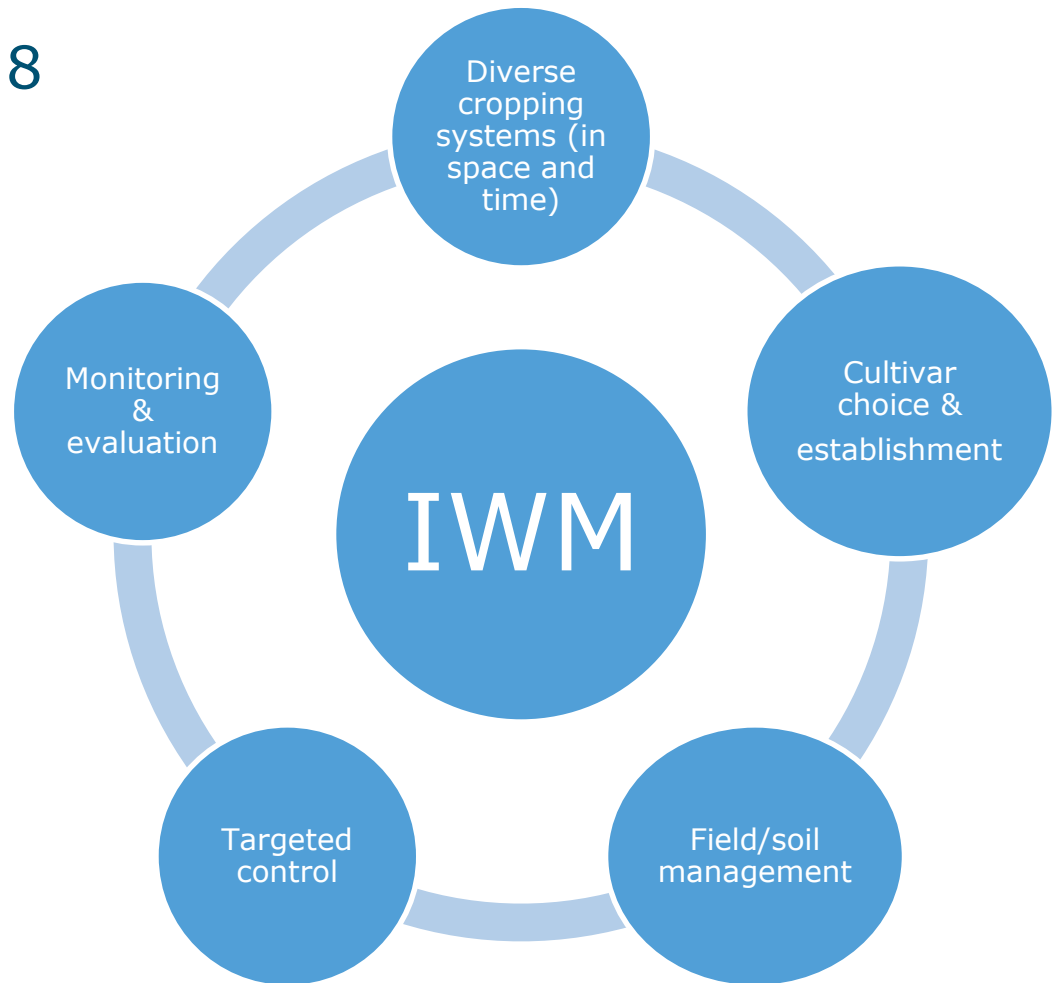 8
Diverse
cropping
systems (in
space and
time)
Cultivar
choice &
establishment
Field/soil
management
Targeted
control
Monitoring
&
evaluation
IWM